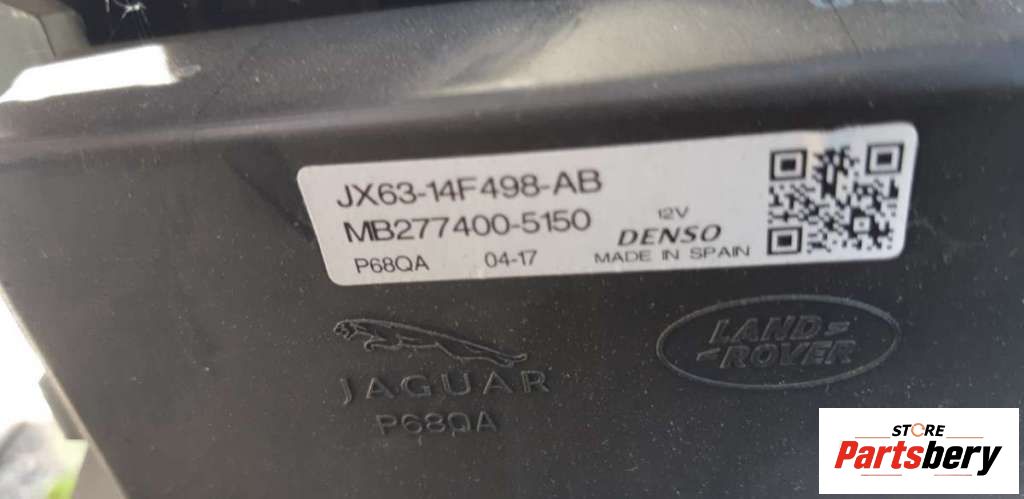 JX63-14F498-AB
MB277400-5150
12V
DENSO
P68QA 04-17 MADE IN SPAIN
JAGUAR
P68QA
LAND-
-ROVER
STORE
Partsbery